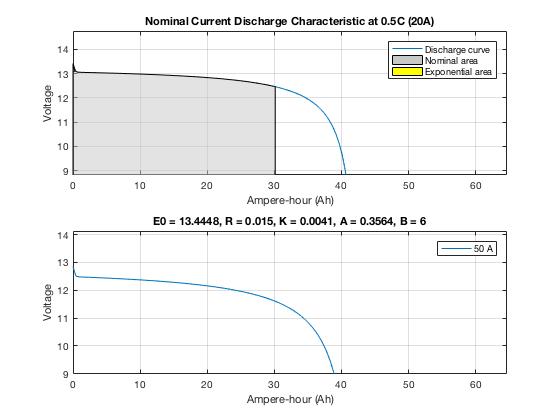 Nominal Current Discharge Characteristic at 0.5C (20A)
14
13
12
11
10
9
Voltage
Discharge curve
Nominal area
Exponential area
0 10 20 30 40 50 60
Ampere-hour (Ah)
E0 = 13.4448, R = 0.015, K = 0.0041, A = 0.3564, B = 6
14
13
12
11
10
9
Voltage
50 A
0 10 20 30 40 50 60
Ampere-hour (Ah)